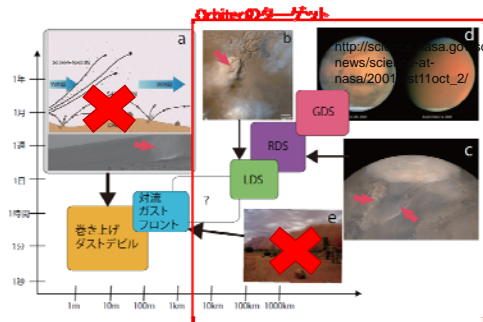 Orbiterのターゲット
a
b
d
http://science.nasa.gov/sc
news/science-at-
nasa/2001/ast11oct_2/
GDS
RDS
c
LDS
?
e
対流
ガスト
フロント
巻き上げ
ダストデビル
1年
1月
1日
1時間
1分
1秒
1m
10m
100m
1km
10km
100km
1000km